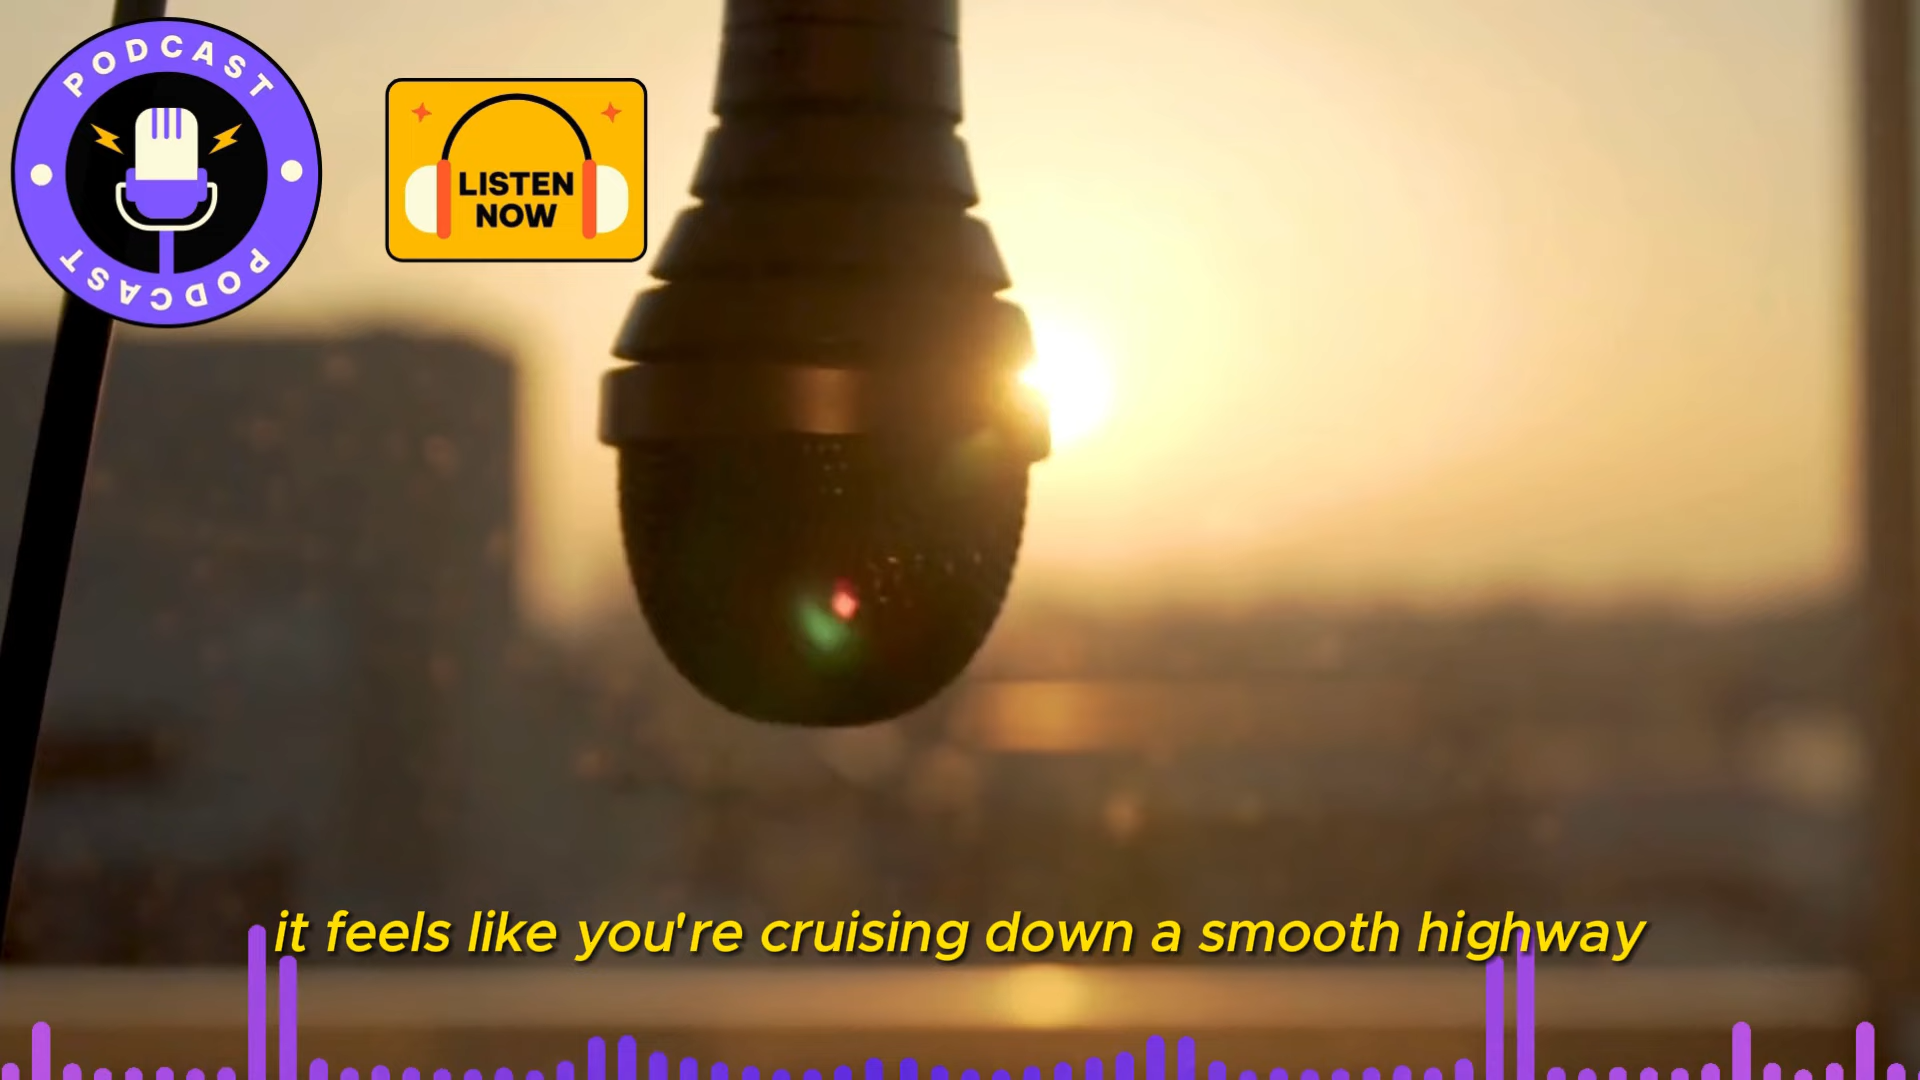 PODCAST
PODCAST
LISTEN
NOW
it feels like you're cruising down a smooth highway